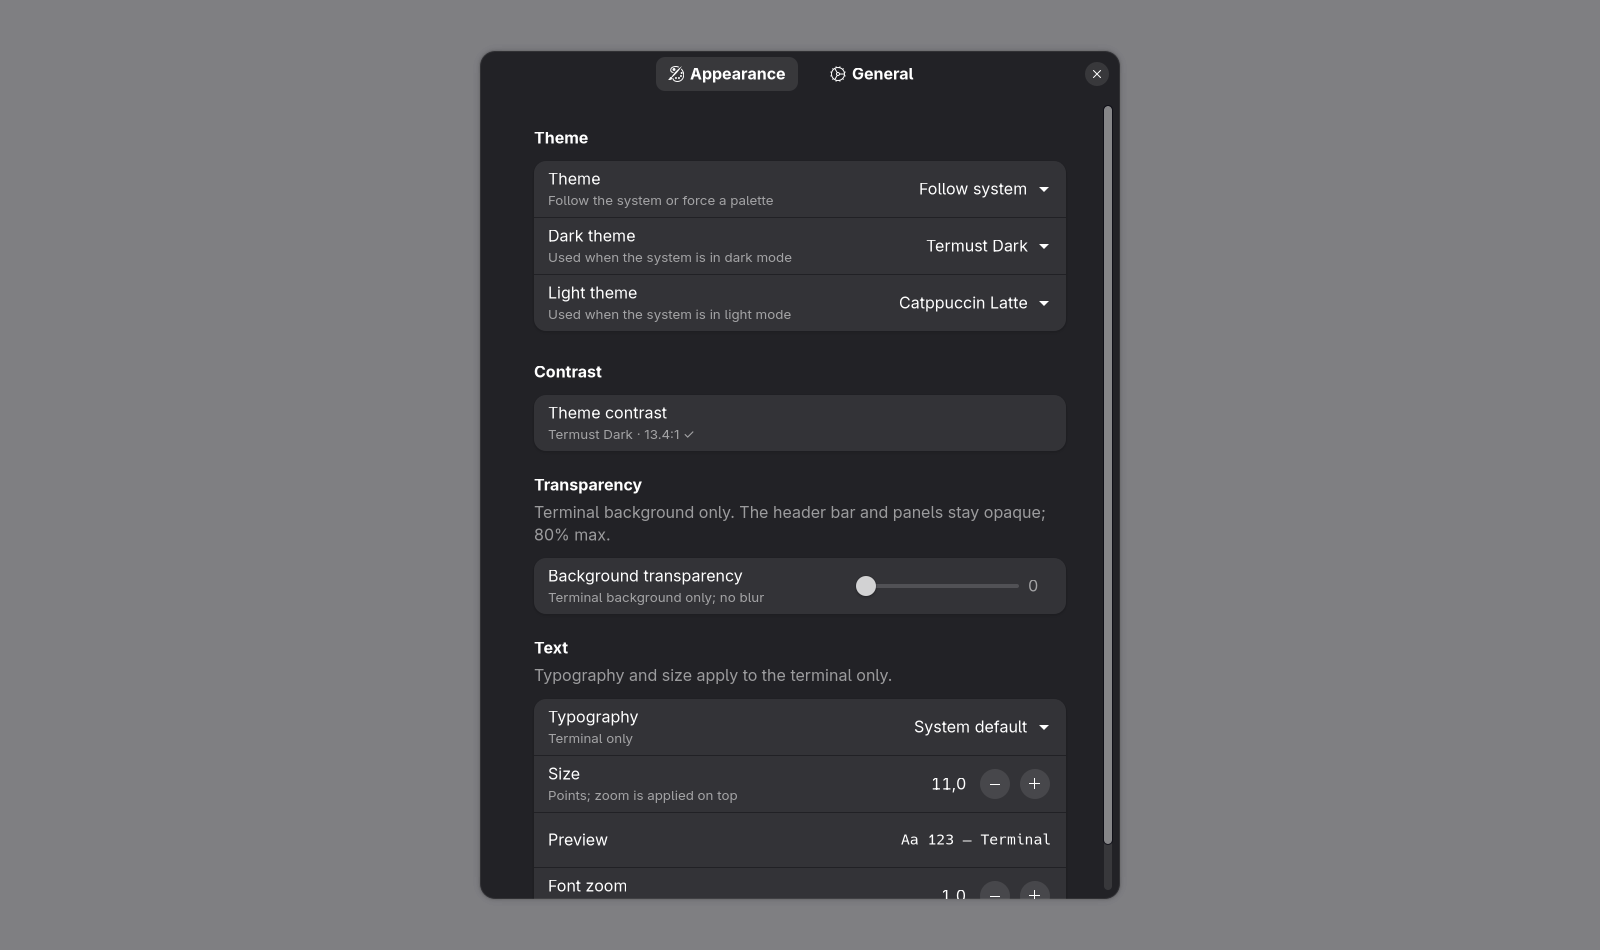 Appearance
General
Theme
Theme
Follow the system or force a palette
Follow system
Dark theme
Used when the system is in dark mode
Termust Dark
Light theme
Used when the system is in light mode
Catppuccin Latte
Contrast
Theme contrast
Termust Dark · 13.4:1 ✓
Transparency
Terminal background only. The header bar and panels stay opaque;
80% max.
Background transparency
Terminal background only; no blur
0
Text
Typography and size apply to the terminal only.
Typography
Terminal only
System default
Size
Points; zoom is applied on top
11,0
Preview
Aa 123 — Terminal
Font zoom
1,0